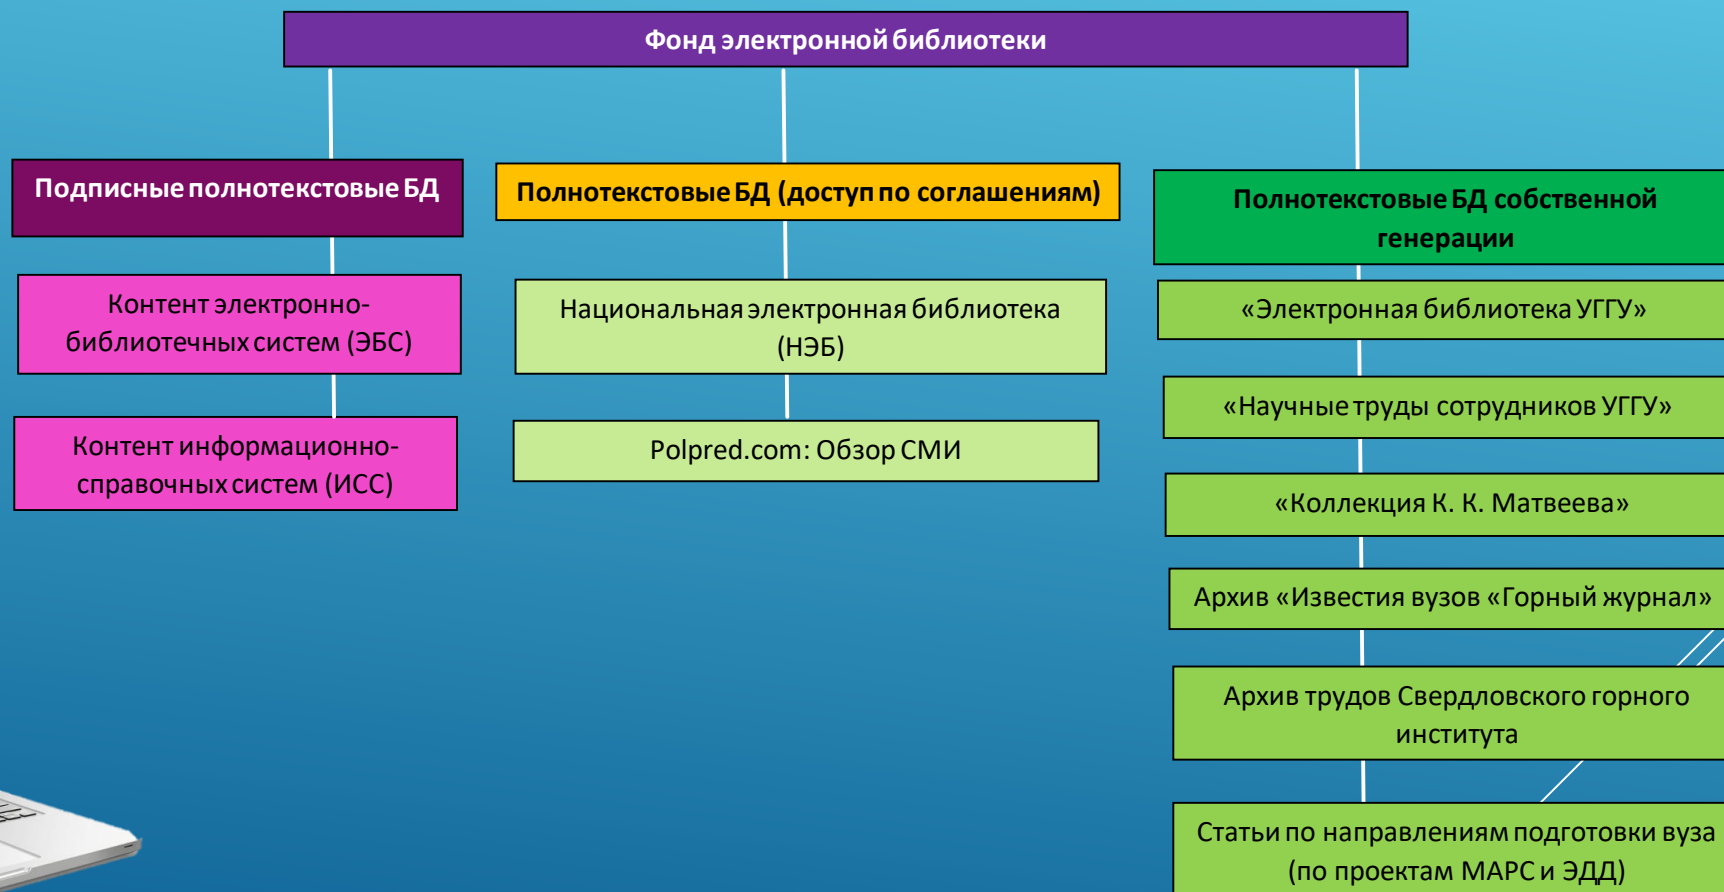 Фонд электронной библиотеки
Подписные полнотекстовые БД
Контент электронно-
библиотечных систем (ЭБС)
Контент информационно-
справочных систем (ИСС)
Полнотекстовые БД (доступ по соглашениям)
Национальная электронная библиотека
(НЭБ)
Polpred.com: Обзор СМИ
Полнотекстовые БД собственной
генерации
«Электронная библиотека УГГУ»
«Научные труды сотрудников УГГУ»
«Коллекция К. К. Матвеева»
Архив «Известия вузов «Горный журнал»
Архив трудов Свердловского горного
института
Статьи по направлениям подготовки вуза
(по проектам МАРС и ЭДД)